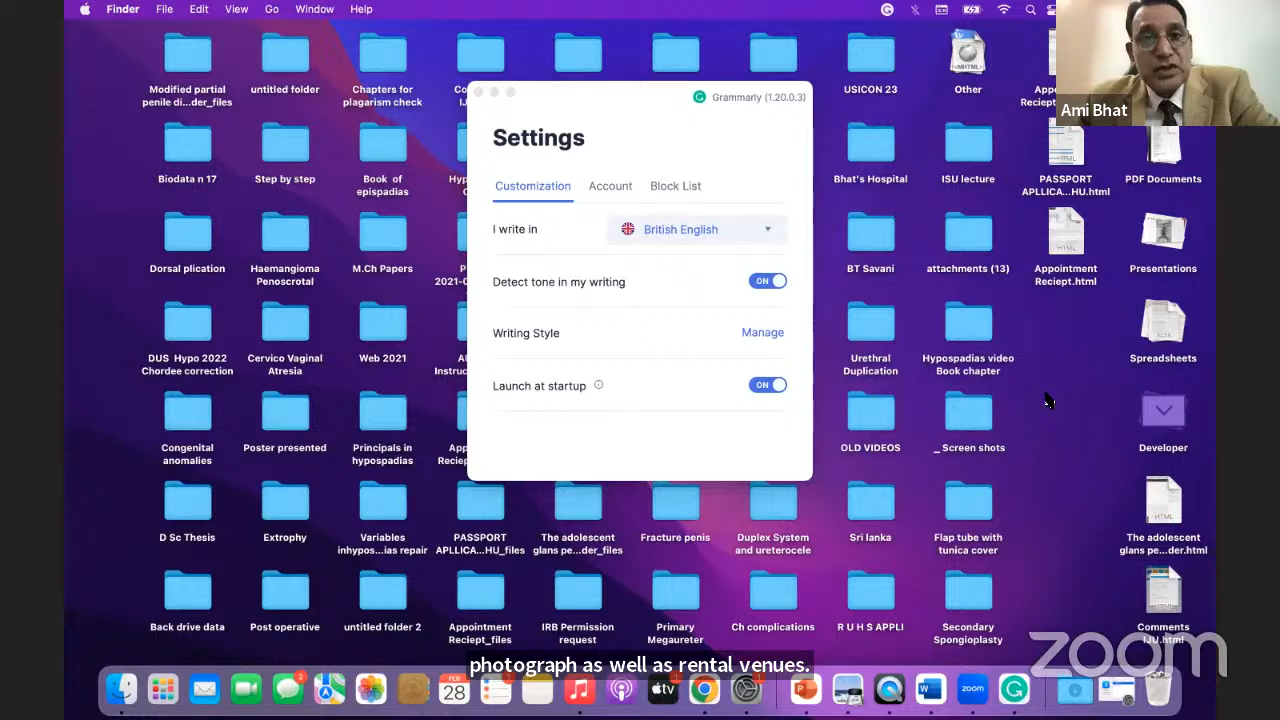 Finder File Edit View Go Window Help
Ami Bhat
Modified partial
penile di...der_files
untitled folder
Chapters for
plagarism check
USICON 23
Other
Grammarly (1.20.0.3)
Settings
Customization Account Block List
I write in British English
Detect tone in my writing ON
Writing Style Manage
Launch at startup ON
Biodata n 17
Step by step
Book of
epispadias
Bhat's Hospital
ISU lecture
PASSPORT
APLLICA...HU.html
PDF Documents
Dorsal plication
Haemangioma
Penoscrotal
M.Ch Papers
BT Savani
attachments (13)
Appointment
Reciept.html
Presentations
DUS Hypo 2022
Chordee correction
Cervico Vaginal
Atresia
Web 2021
Urethral
Duplication
Hypospadias video
Book chapter
Spreadsheets
Congenital
anomalies
Poster presented
Principals in
hypospadias
OLD VIDEOS
_ Screen shots
Developer
D Sc Thesis
Extrophy
Variables
inhypos...ias repair
PASSPORT
APLLICA...HU_files
The adolescent
glans pe...der_files
Fracture penis
Duplex System
and ureterocele
Sri lanka
Flap tube with
tunica cover
HTML
The adolescent
glans pe...der.html
Back drive data
Post operative
untitled folder 2
Appointment
Reciept_files
IRB Permission
request
Primary
Megaureter
Ch complications
R U H S APPLI
Secondary
Spongioplasty
Comments
IJU.html
photograph as well as rental venues.
zoom
FEB
28
tv
zoom